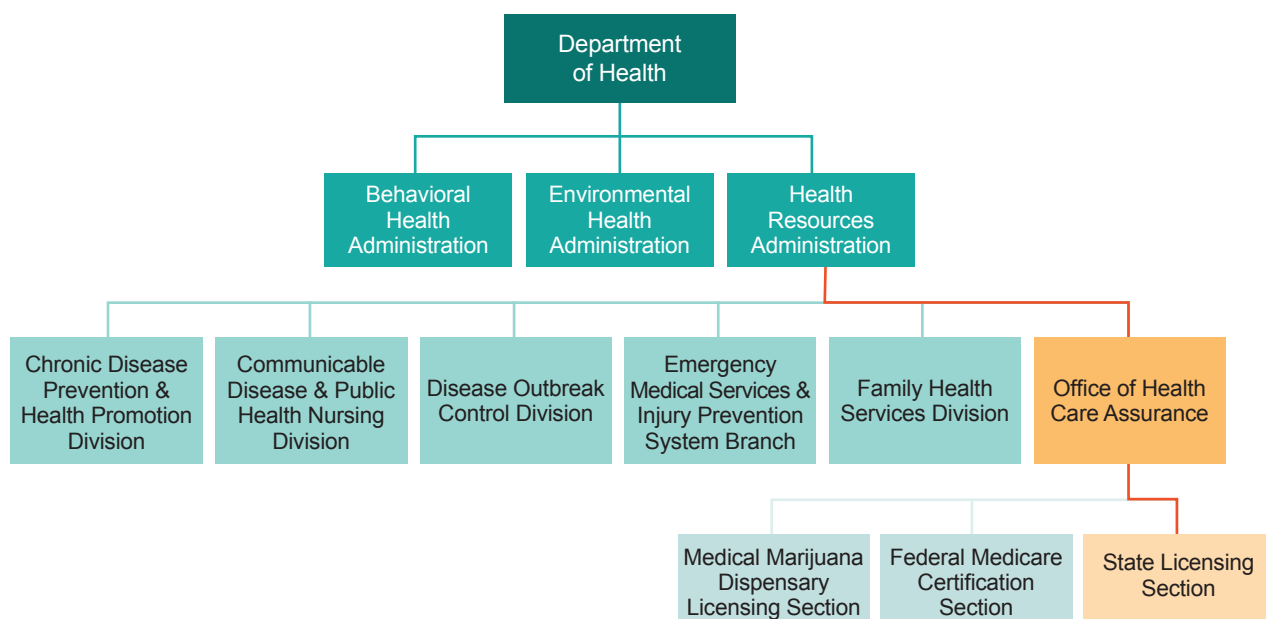 Department
of Health
Behavioral
Health
Administration
Environmental
Health
Administration
Health
Resources
Administration
Chronic Disease
Prevention &
Health Promotion
Division
Communicable
Disease & Public
Health Nursing
Division
Disease Outbreak
Control Division
Emergency
Medical Services &
Injury Prevention
System Branch
Family Health
Services Division
Office of Health
Care Assurance
Medical Marijuana
Dispensary
Licensing Section
Federal Medicare
Certification
Section
State Licensing
Section